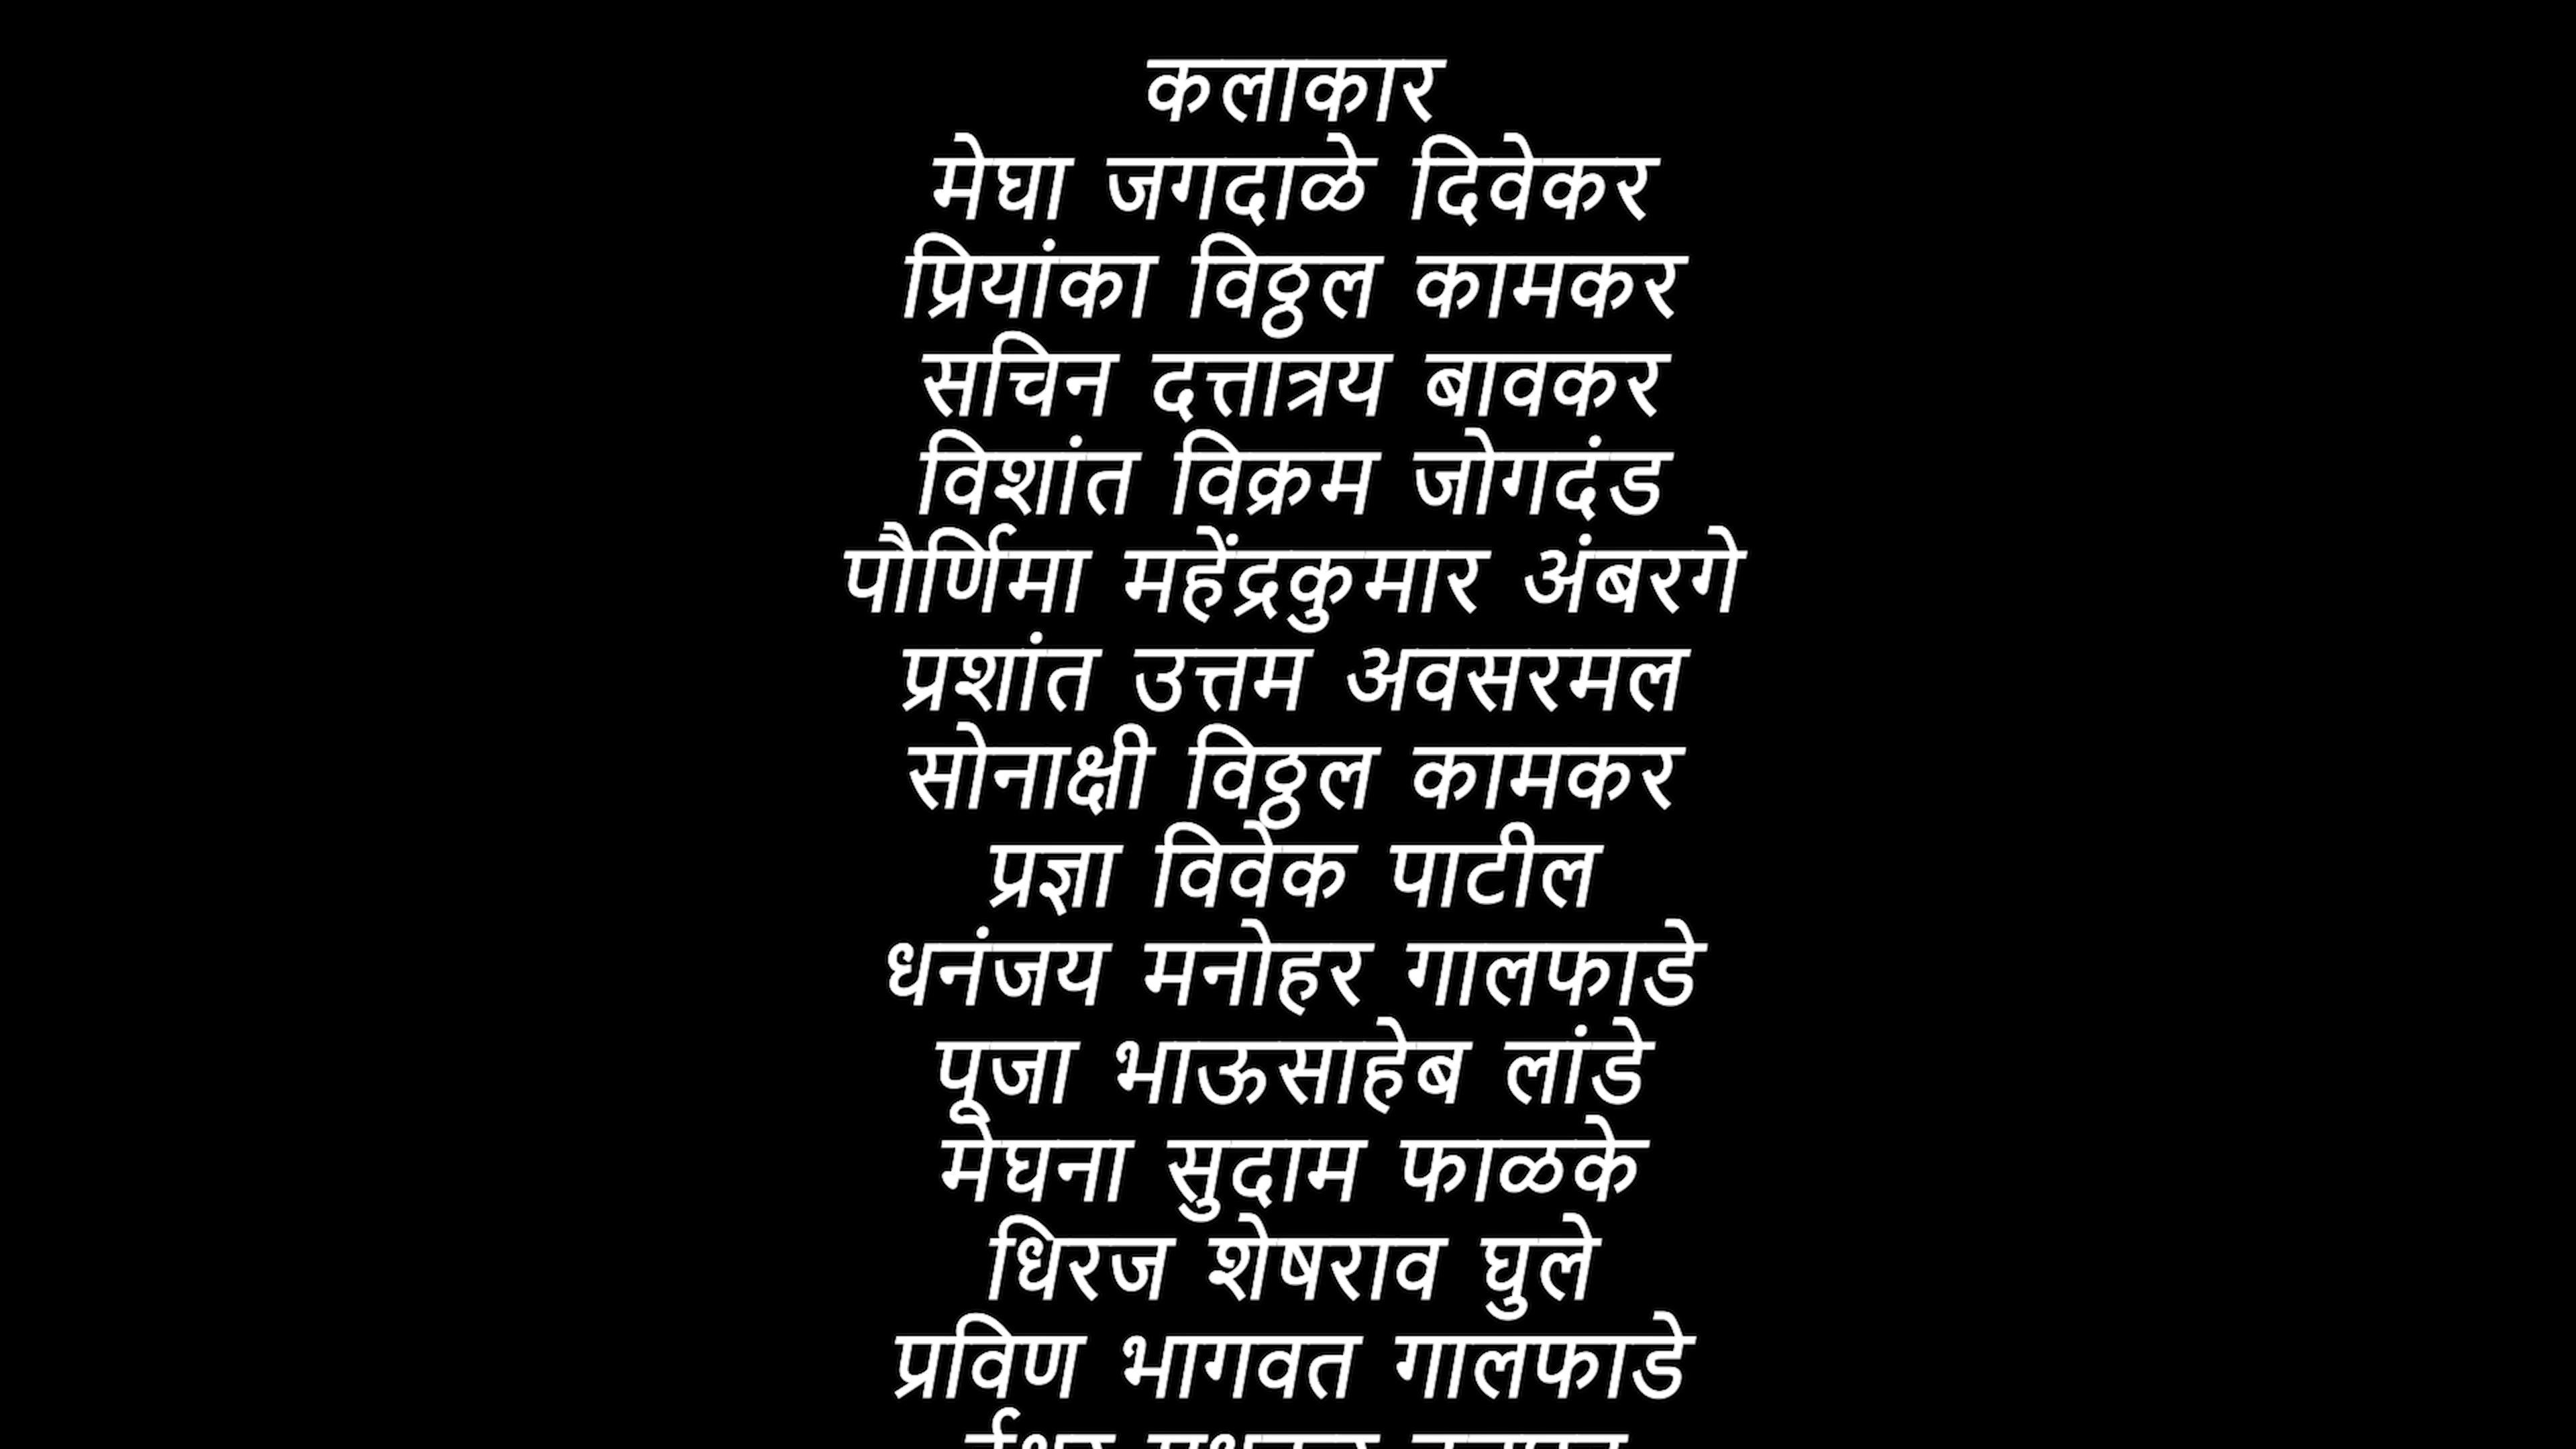 कलाकार
मेघा जगदाळे दिवेकर
प्रियांका विठ्ठल कामकर
सचिन दत्तात्रय बावकर
विशांत विक्रम जोगदंड
पौर्णिमा महेंद्रकुमार अंबरगे
प्रशांत उत्तम अवसरमल
सोनाक्षी विठ्ठल कामकर
प्रज्ञा विवेक पाटील
धनंजय मनोहर गालफाडे
पूजा भाऊसाहेब लांडे
मेघना सुदाम फाळके
धिरज शेषराव घुले
प्रविण भागवत गालफाडे